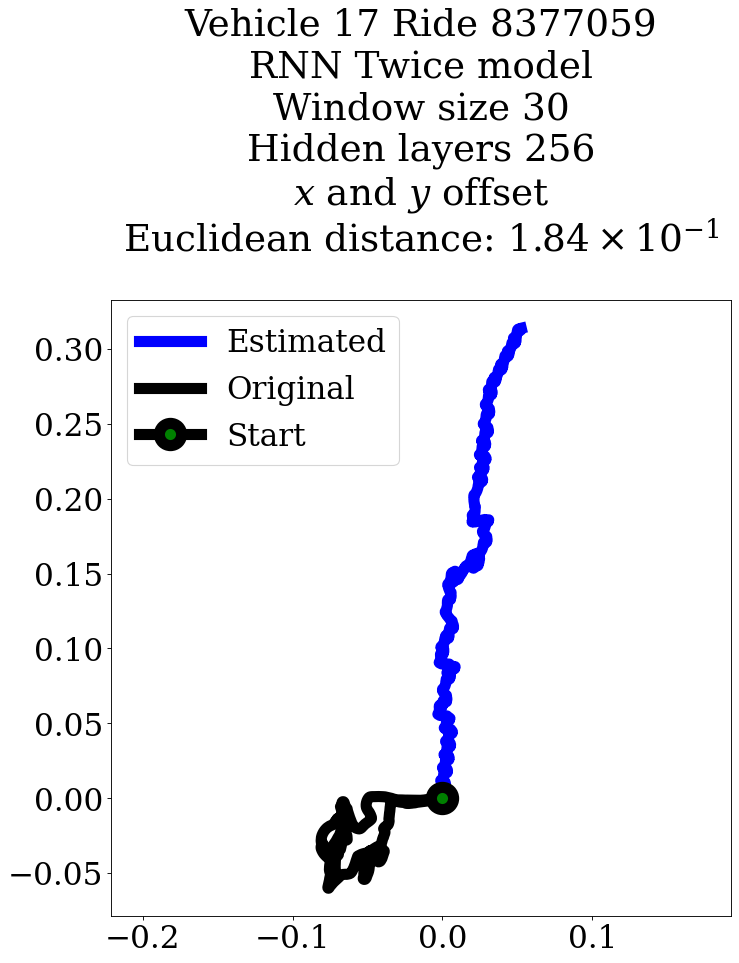 Vehicle 17 Ride 8377059
RNN Twice model
Window size 30
Hidden layers 256
x and y offset
Euclidean distance: 1.84 × 10⁻¹
Estimated
Original
Start
0.30
0.25
0.20
0.15
0.10
0.05
0.00
−0.05
−0.2 −0.1 0.0 0.1